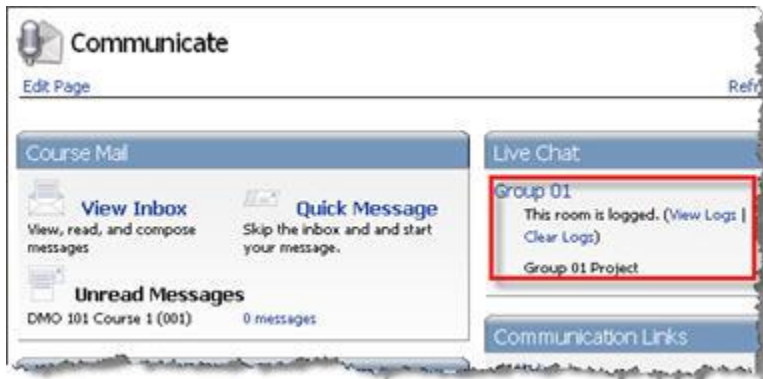 Communicate
Edit Page
Course Mail
View Inbox
View, read, and compose
messages
Quick Message
Skip the inbox and and start
your message.
Unread Messages
DMO 101 Course 1 (001)
0 messages
Live Chat
Group 01
This room is logged. (View Logs |
Clear Logs)
Group 01 Project
Communication Links